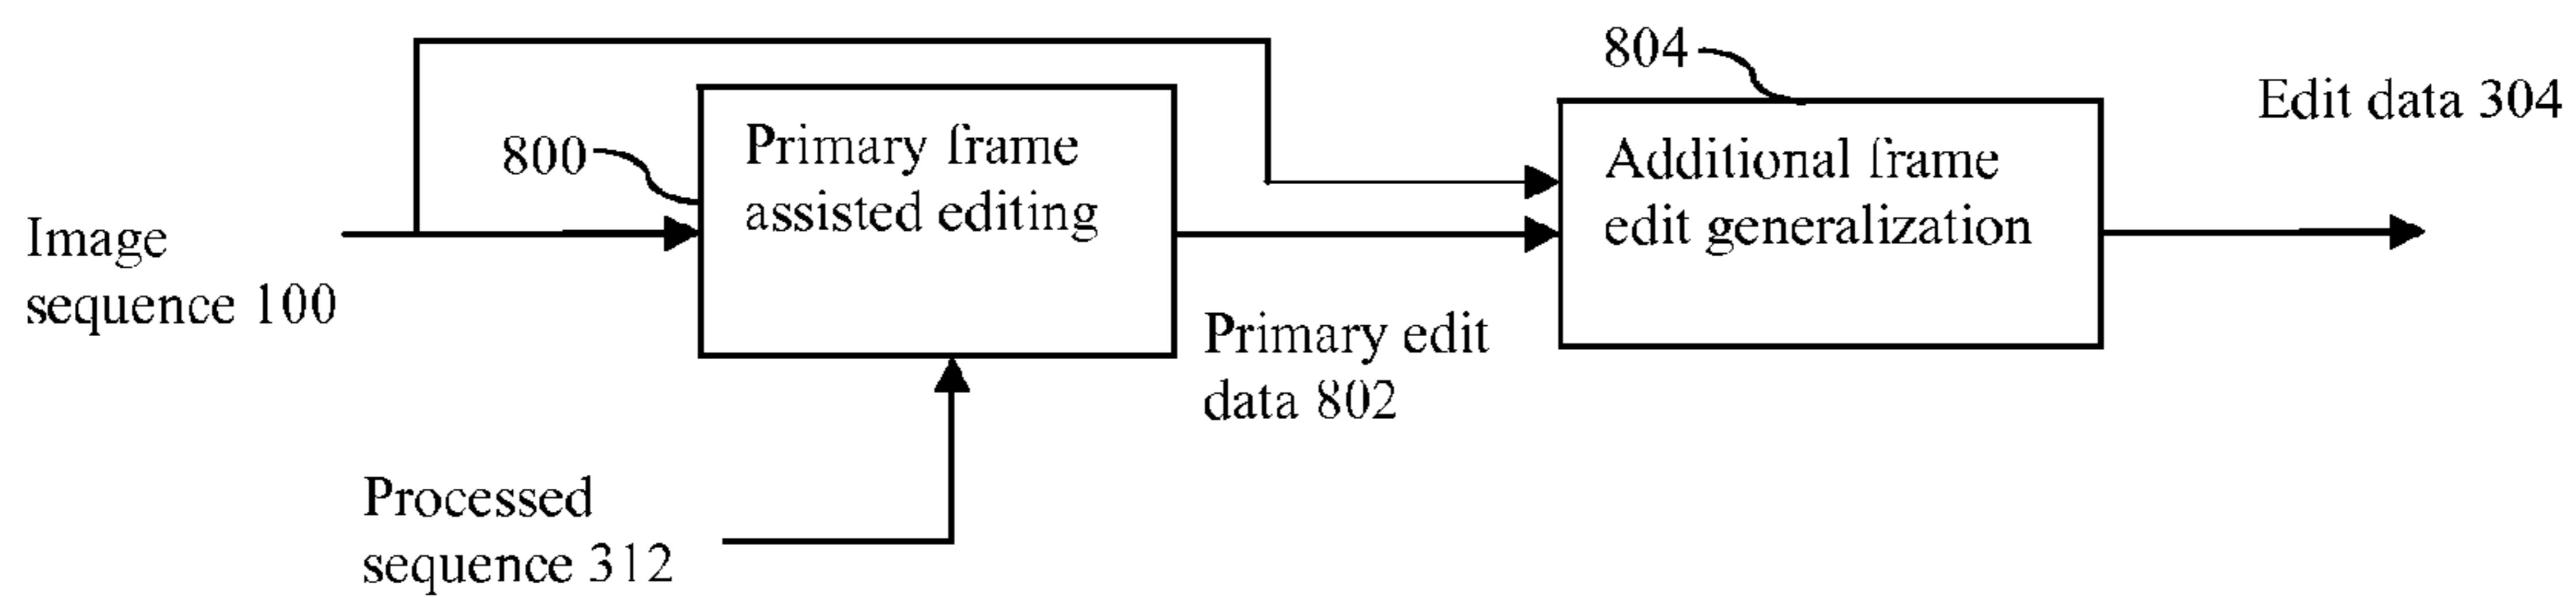 804
Edit data 304
Primary frame
assisted editing
800
Additional frame
edit generalization
Image
sequence 100
Primary edit
data 802
Processed
sequence 312